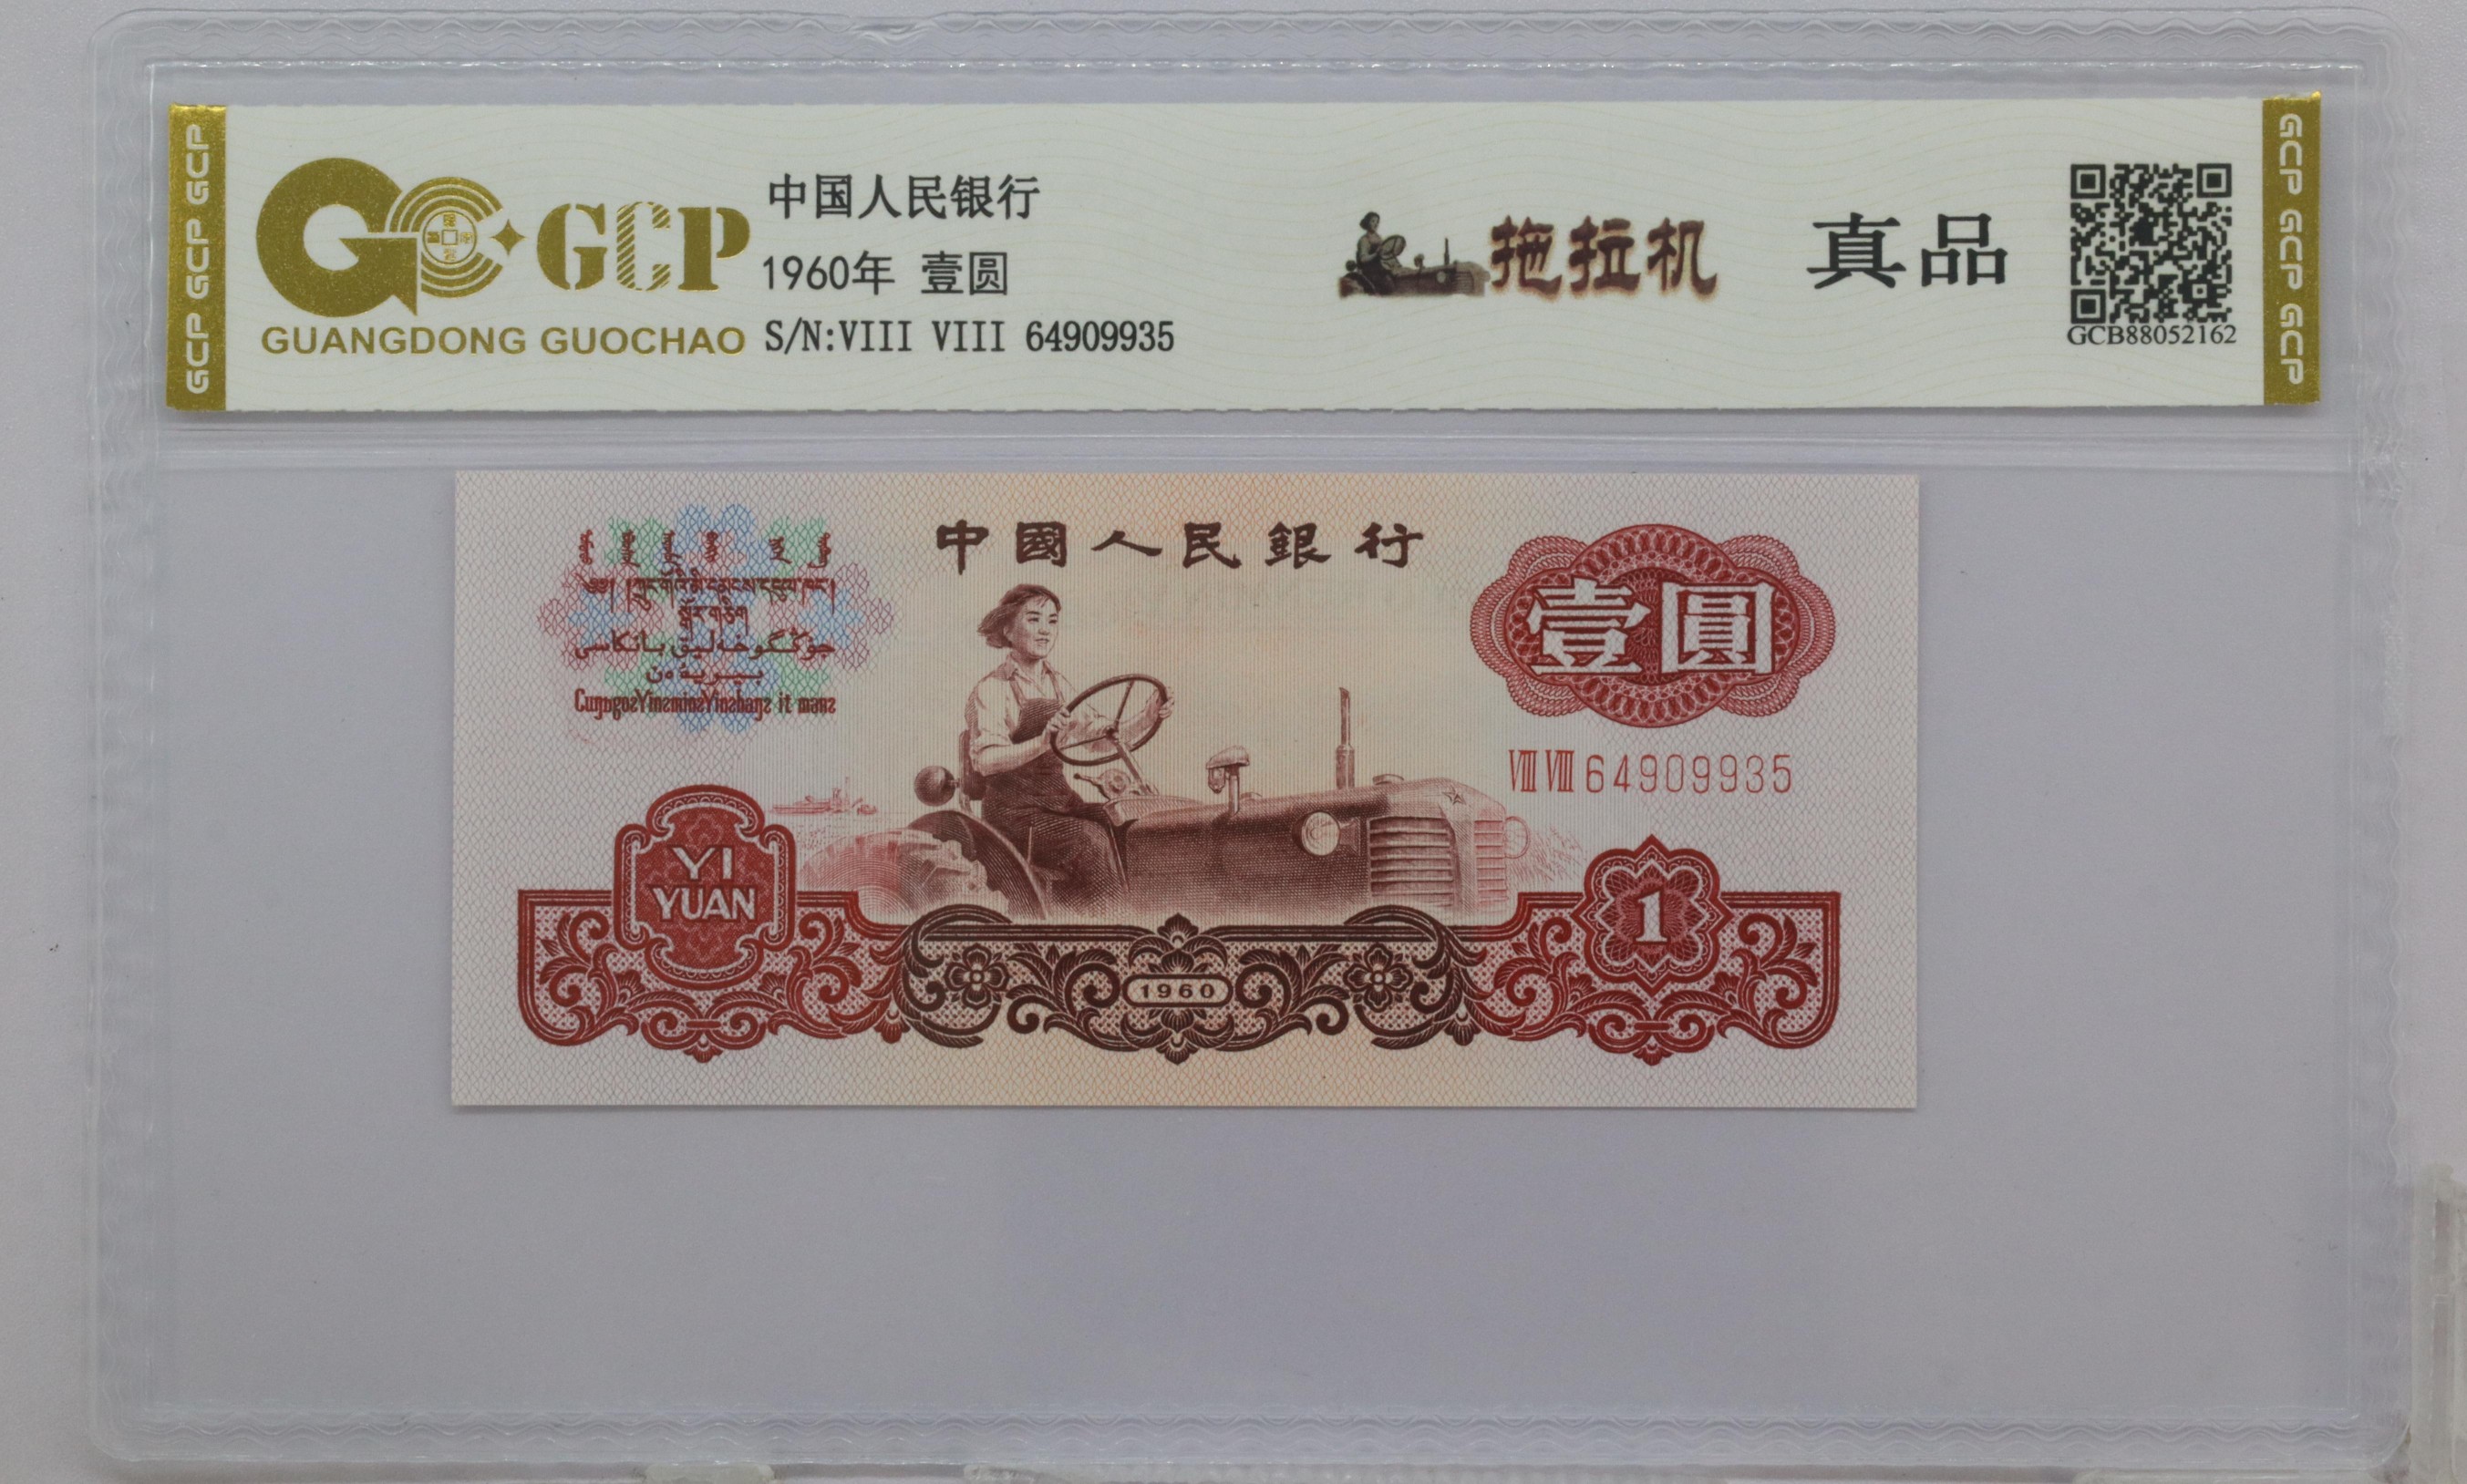 GCP GCP GCP
GCP
GUANGDONG GUOCHAO
中国人民银行
1960年 壹圆
S/N:VIII VIII 64909935
拖拉机
真品
GCB88052162
GCP GCP GCP
中國人民銀行
壹圓
VIII VIII 64909935
YI
YUAN
1960
1